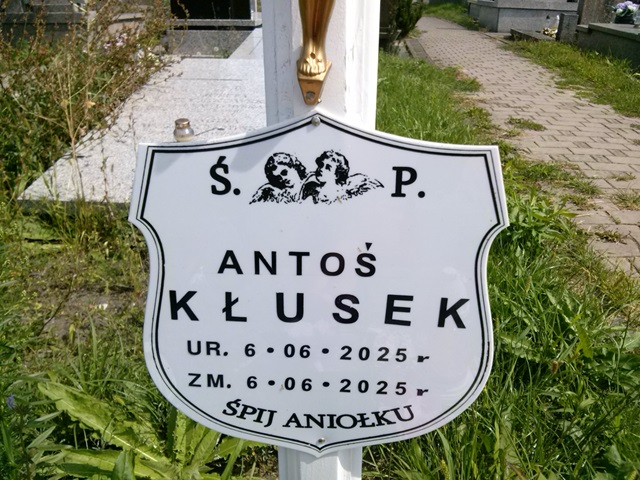 Ś. P.
ANTOŚ
KŁUSEK
UR. 6 • 06 • 2025 r
ZM. 6 • 06 • 2025 r
ŚPIJ ANIOŁKU